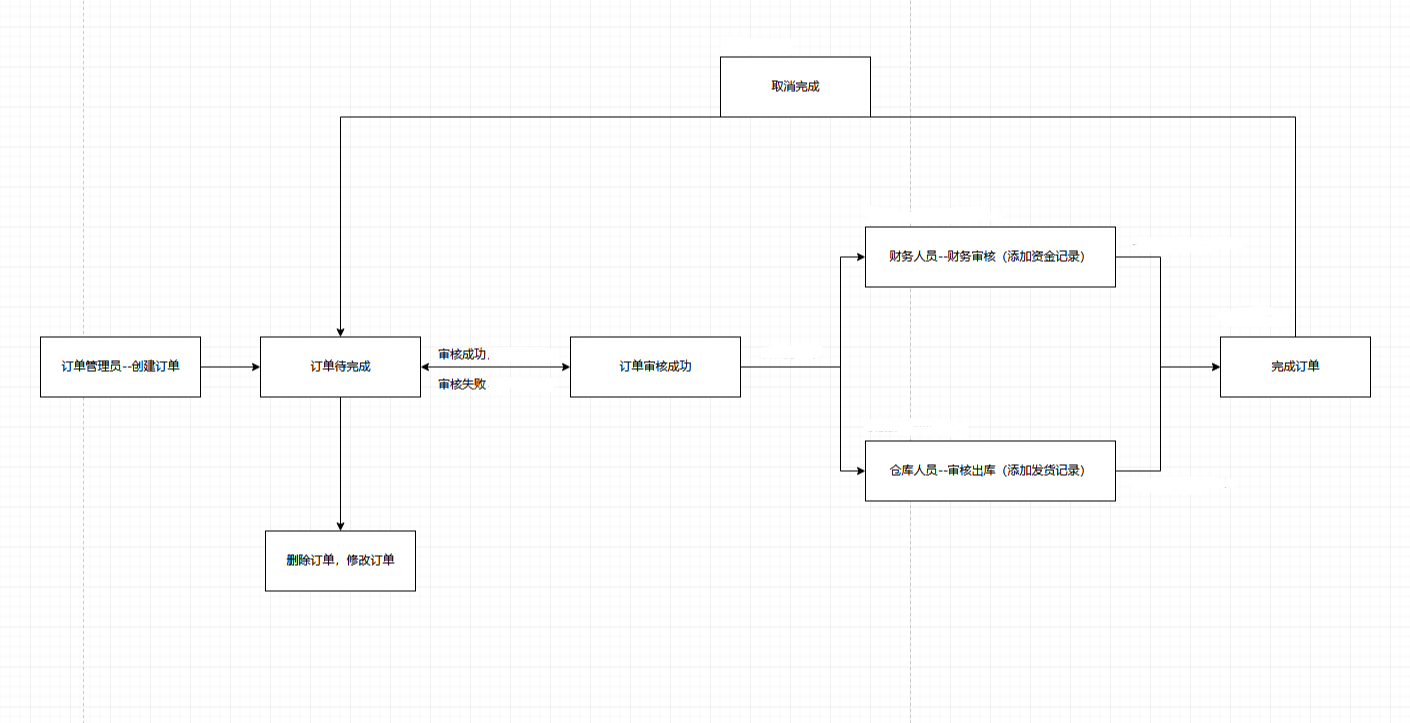 取消完成
财务人员--财务审核（添加资金记录）
订单管理员--创建订单
订单待完成
审核成功,
审核失败
订单审核成功
完成订单
仓库人员--审核出库（添加发货记录）
删除订单，修改订单